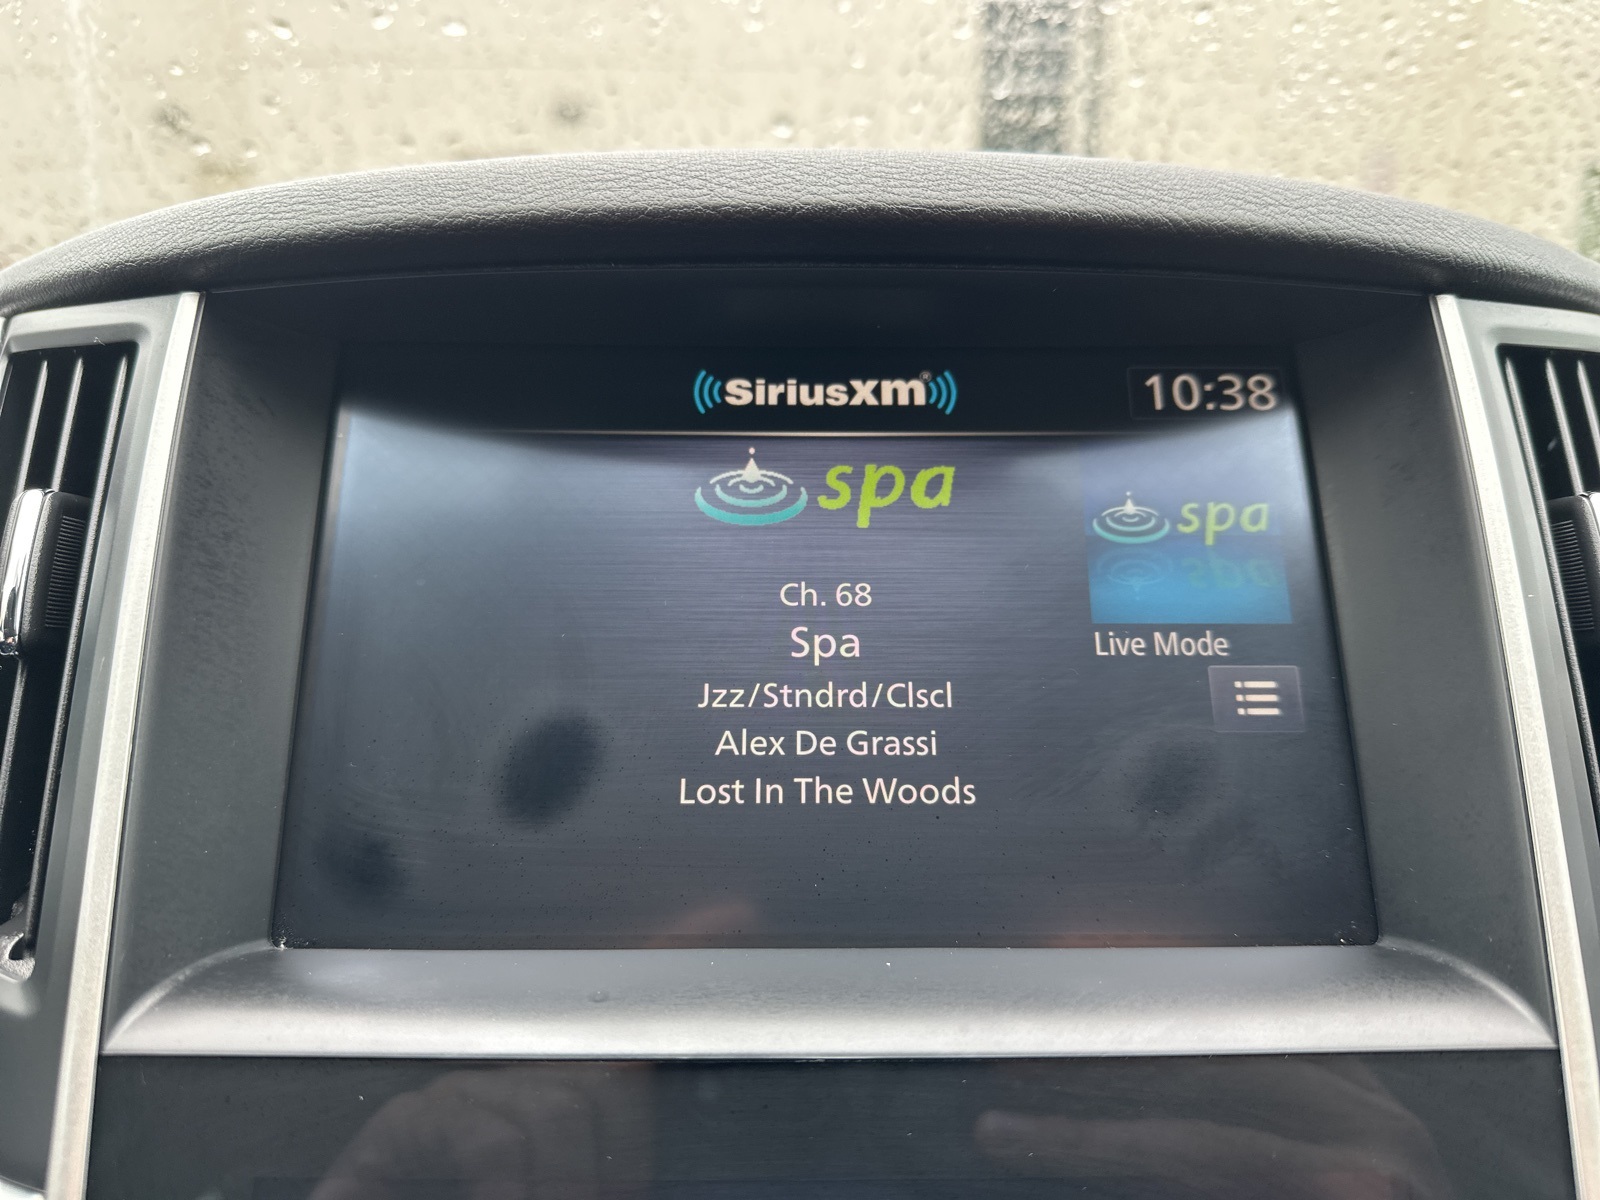 SiriusXM®
10:38
spa
spa
Ch. 68
Spa
Live Mode
Jzz/Stndrd/Clscl
Alex De Grassi
Lost In The Woods